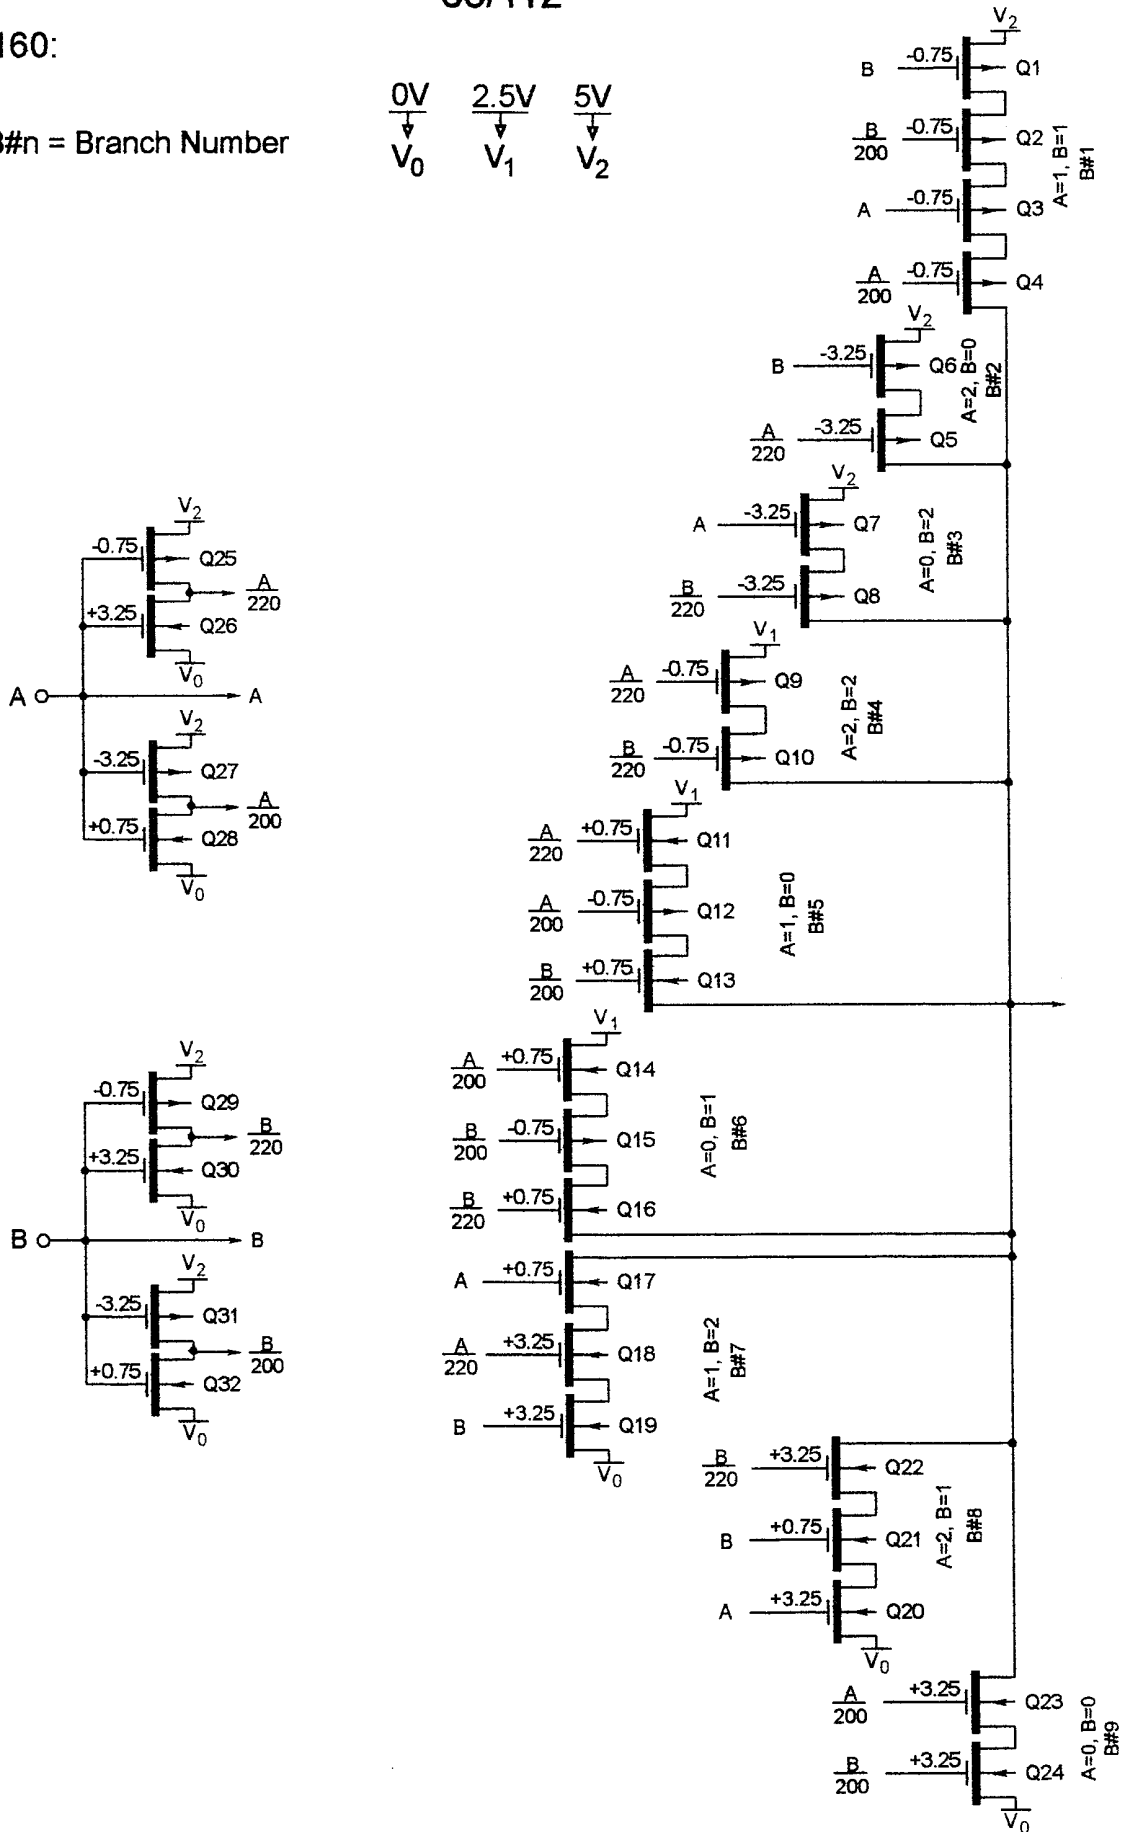 160:
B#n = Branch Number
0V 2.5V 5V
V0 V1 V2
V2
B -0.75 Q1
B/200 -0.75 Q2
A -0.75 Q3
A/200 -0.75 Q4
A=1, B=1
B#1
V2
B -3.25 Q6
A/220 -3.25 Q5
A=2, B=0
B#2
V2
A -3.25 Q7
B/220 -3.25 Q8
A=0, B=2
B#3
V1
A/220 -0.75 Q9
B/220 -0.75 Q10
A=2, B=2
B#4
V1
A/220 +0.75 Q11
A/200 -0.75 Q12
B/200 +0.75 Q13
A=1, B=0
B#5
V1
A/200 +0.75 Q14
B/200 -0.75 Q15
B/220 +0.75 Q16
A=0, B=1
B#6
A +0.75 Q17
A/220 +3.25 Q18
B +3.25 Q19
V0
A=1, B=2
B#7
B/220 +3.25 Q22
B +0.75 Q21
A +3.25 Q20
V0
A=2, B=1
B#8
A/200 +3.25 Q23
B/200 +3.25 Q24
V0
A=0, B=0
B#9
V2
-0.75 Q25
A/220
+3.25 Q26
V0
A A
V2
-3.25 Q27
A/200
+0.75 Q28
V0
V2
-0.75 Q29
B/220
+3.25 Q30
V0
B B
V2
-3.25 Q31
B/200
+0.75 Q32
V0